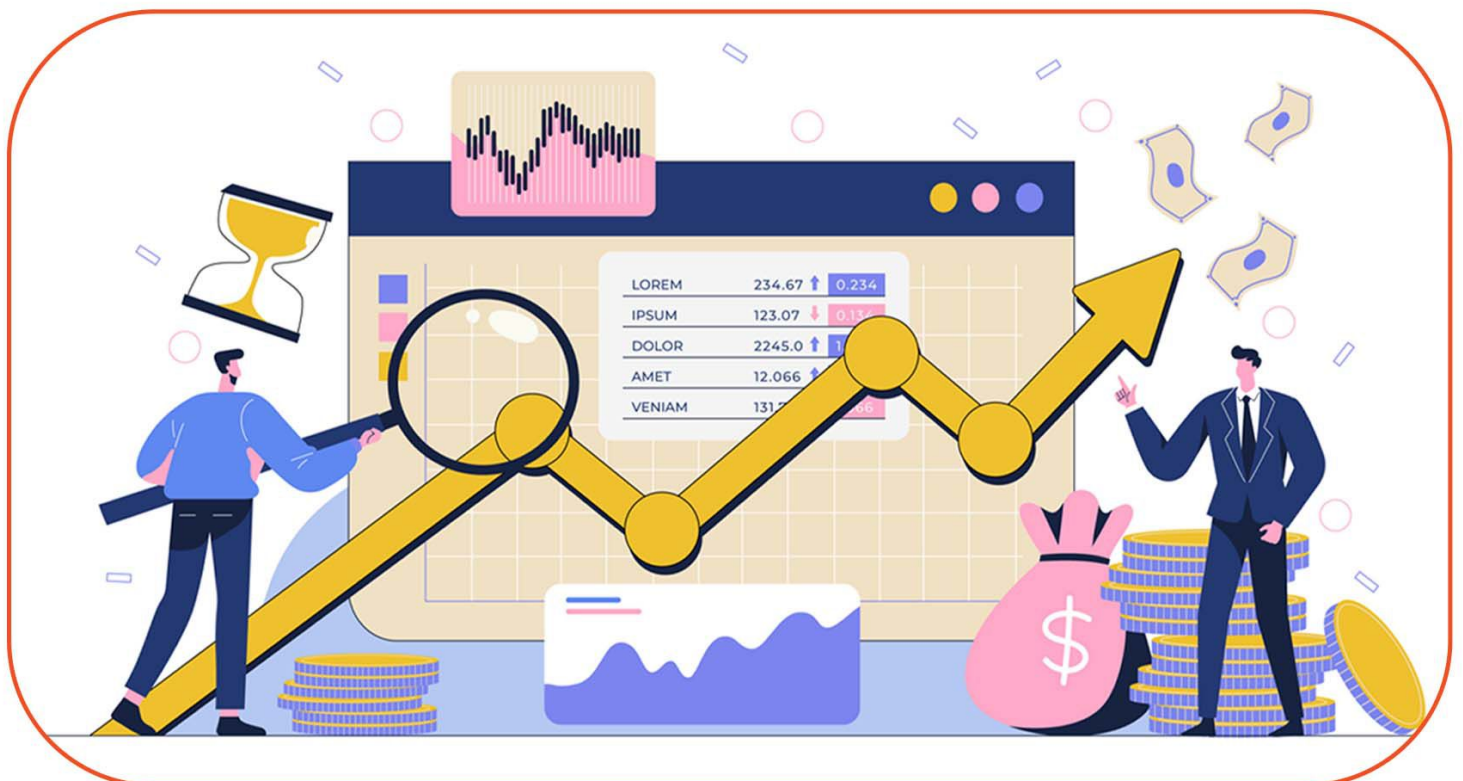 LOREM 234.67 ↑ 0.234
IPSUM 123.07 ↓
DOLOR 2245.0 ↑
AMET 12.066 ↑
VENIAM
$